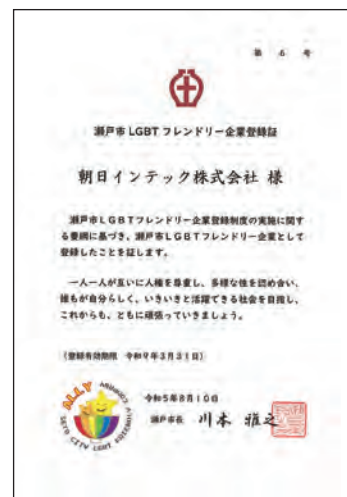 第 6 号
瀬戸市 LGBT フレンドリー企業登録証
朝日インテック株式会社 様
瀬戸市LGBTフレンドリー企業登録制度の実施に関す
る要綱に基づき、瀬戸市LGBTフレンドリー企業として
登録したことを証します。
一人一人が互いに人権を尊重し、多様な性を認め合い、
誰もが自分らしく、いきいきと活躍できる社会を目指し、
これからも、ともに頑張っていきましょう。
(登録有効期限 令和9年3月31日)
令和5年8月10日
瀬戸市長 川本 雅之
ALLY
SETO CITY LGBT FRIENDLY COMPANY